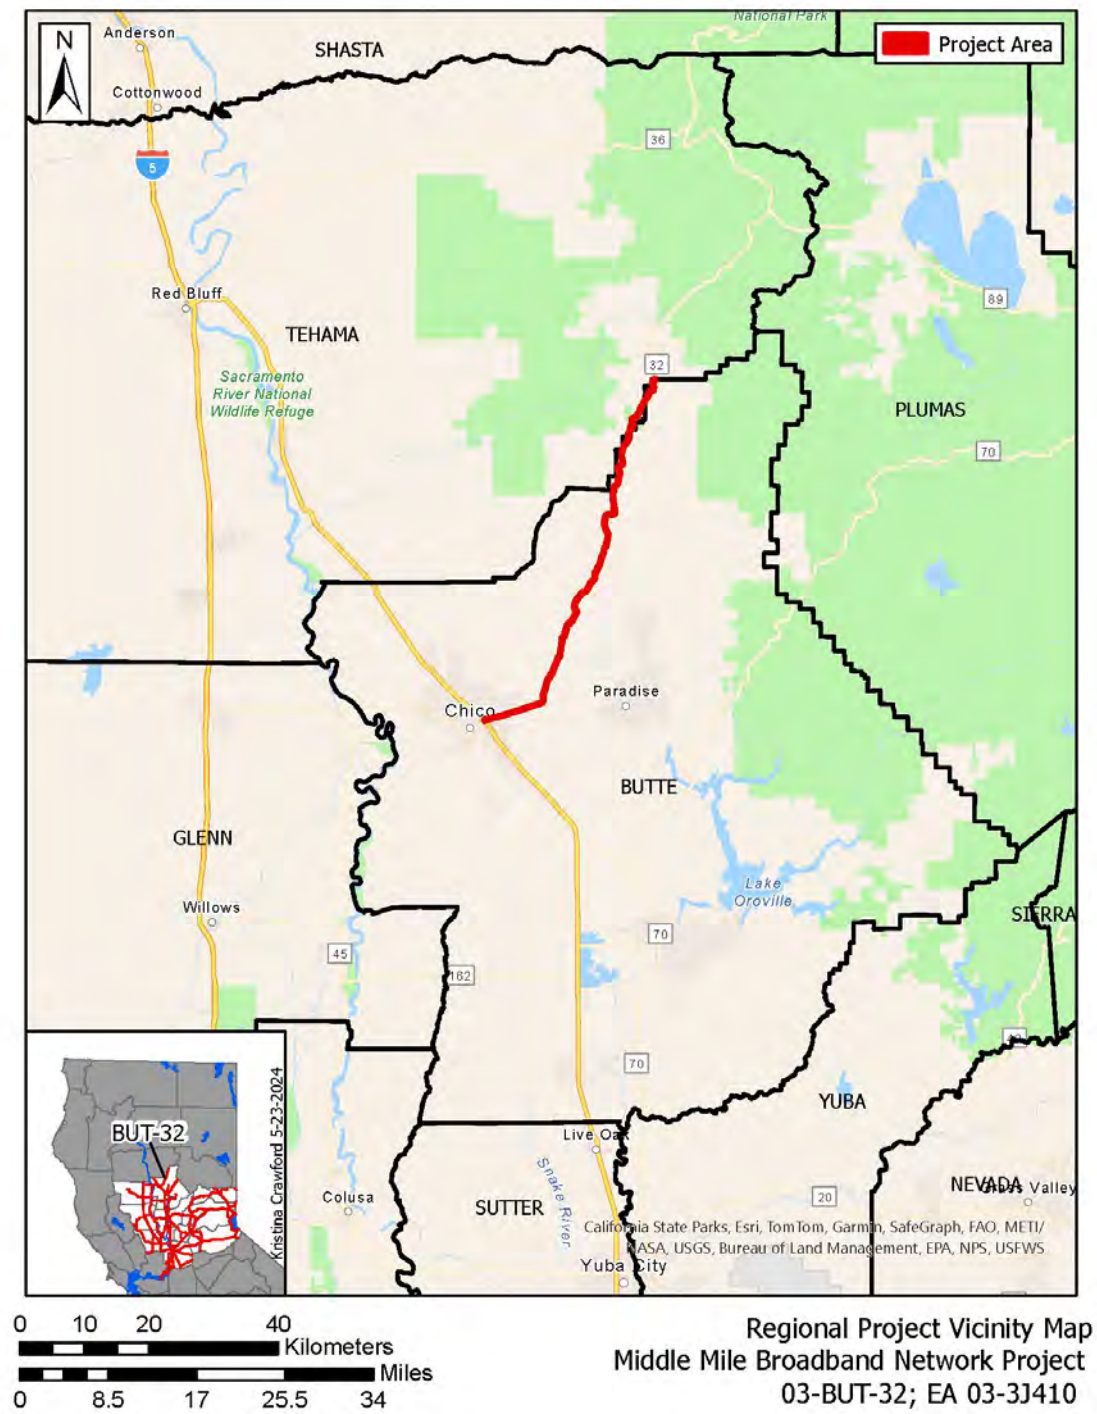 National Park
Anderson
N
SHASTA
Project Area
Cottonwood
36
5
89
Red Bluff
TEHAMA
32
Sacramento
River National
Wildlife Refuge
PLUMAS
70
Paradise
Chico
BUTTE
GLENN
Lake
Oroville
Willows
SIERRA
70
45
162
70
YUBA
BUT-32
Kristina Crawford 5-23-2024
Live Oak
NEVADA
Grass Valley
Colusa
SUTTER
Snake River
20
California State Parks, Esri, TomTom, Garmin, SafeGraph, FAO, METI/
NASA, USGS, Bureau of Land Management, EPA, NPS, USFWS
Yuba City
0 10 20 40
Kilometers
Miles
0 8.5 17 25.5 34
Regional Project Vicinity Map
Middle Mile Broadband Network Project
03-BUT-32; EA 03-3J410